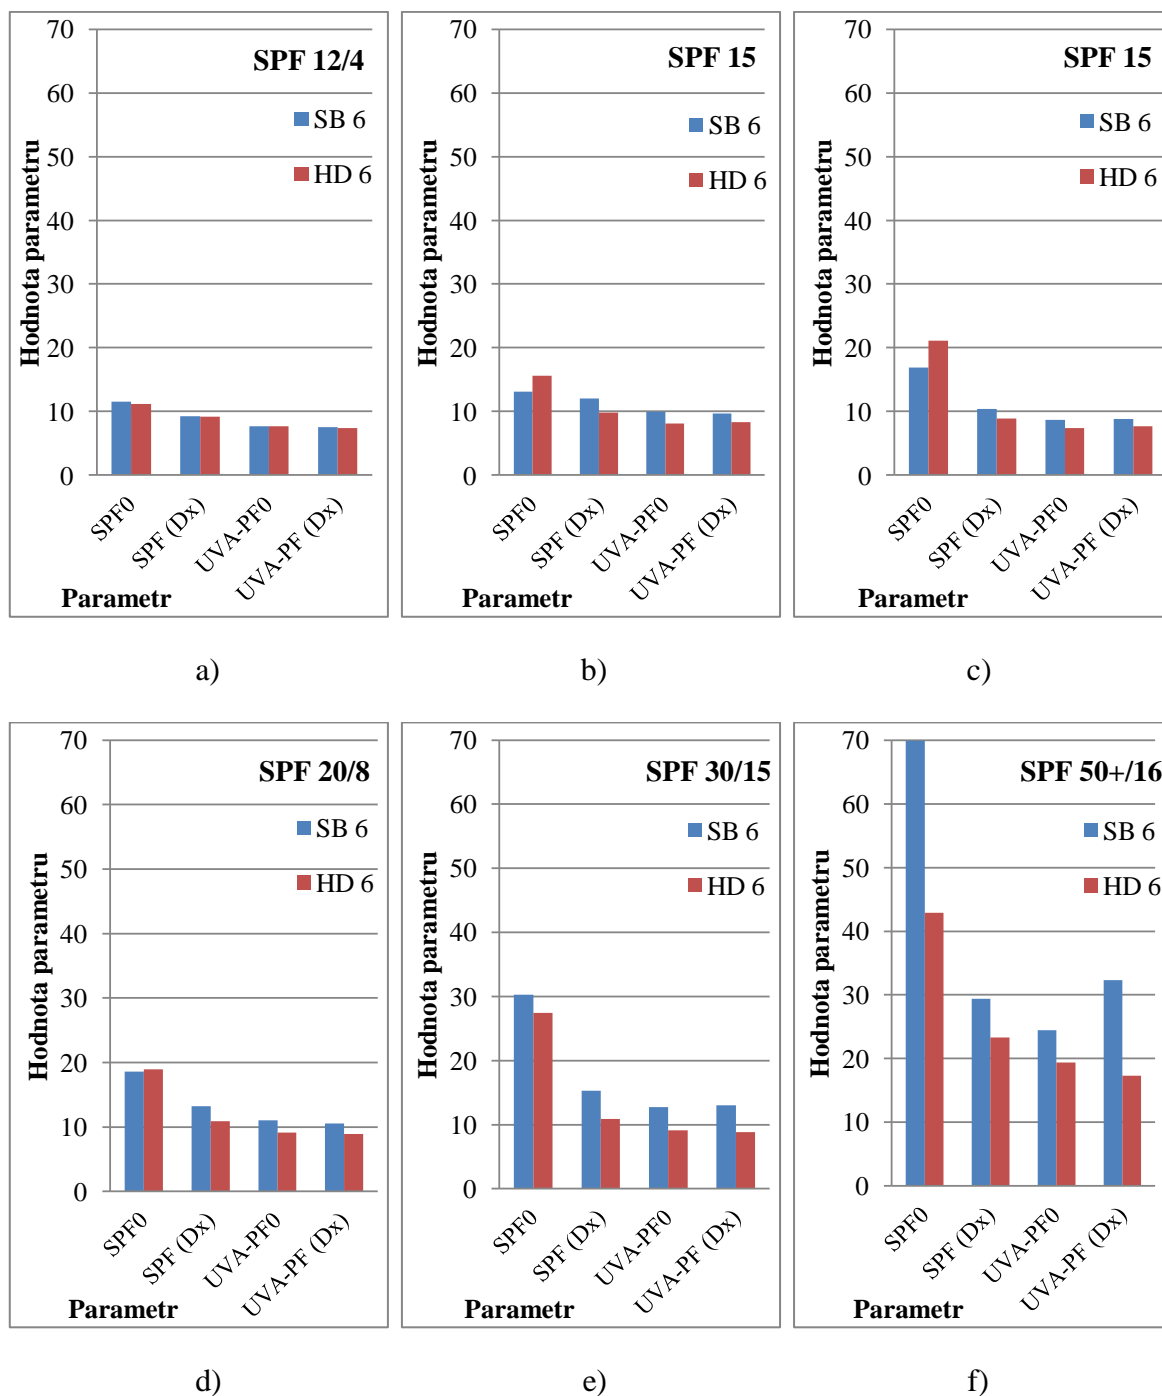 SPF 12/4
SB 6
HD 6
Hodnota parametru
70
60
50
40
30
20
10
0
SPF0
SPF (Dx)
UVA-PF0
UVA-PF (Dx)
Parametr
a)
SPF 15
SB 6
HD 6
Hodnota parametru
70
60
50
40
30
20
10
0
SPF0
SPF (Dx)
UVA-PF0
UVA-PF (Dx)
Parametr
b)
SPF 15
SB 6
HD 6
Hodnota parametru
70
60
50
40
30
20
10
0
SPF0
SPF (Dx)
UVA-PF0
UVA-PF (Dx)
Parametr
c)
SPF 20/8
SB 6
HD 6
Hodnota parametru
70
60
50
40
30
20
10
0
SPF0
SPF (Dx)
UVA-PF0
UVA-PF (Dx)
Parametr
d)
SPF 30/15
SB 6
HD 6
Hodnota parametru
70
60
50
40
30
20
10
0
SPF0
SPF (Dx)
UVA-PF0
UVA-PF (Dx)
Parametr
e)
SPF 50+/16
SB 6
HD 6
Hodnota parametru
70
60
50
40
30
20
10
0
SPF0
SPF (Dx)
UVA-PF0
UVA-PF (Dx)
Parametr
f)